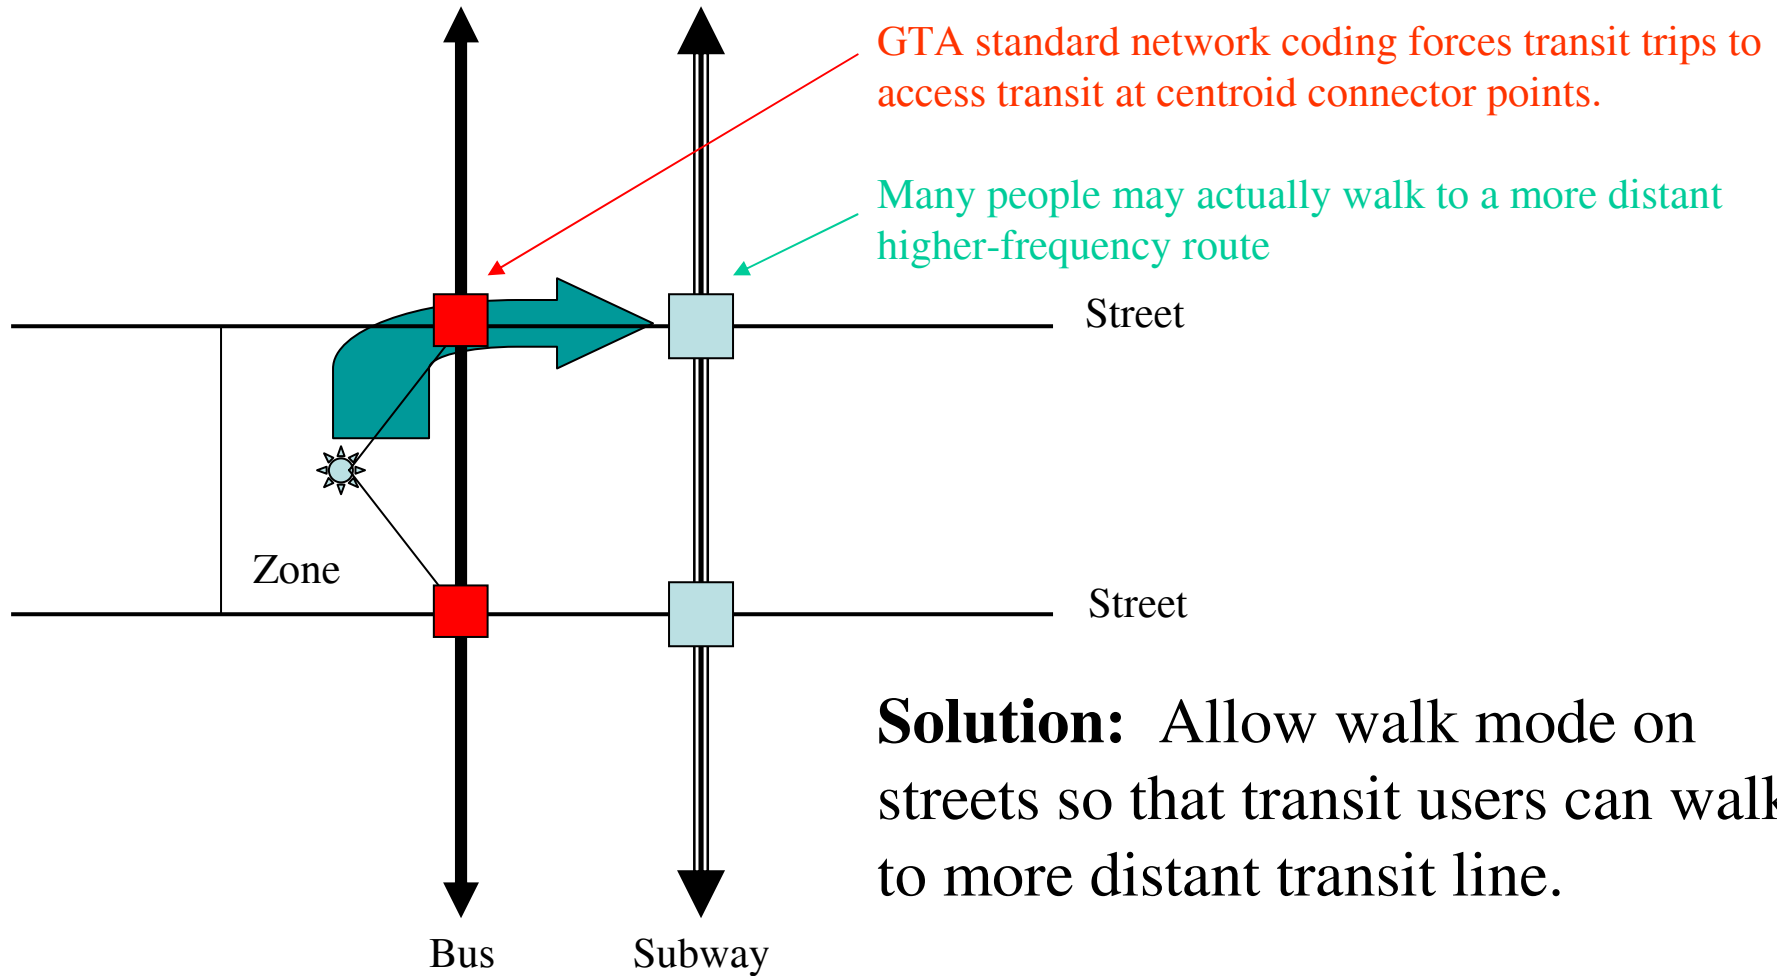 GTA standard network coding forces transit trips to
access transit at centroid connector points.
Many people may actually walk to a more distant
higher-frequency route
Street
Zone
Street
Solution: Allow walk mode on
streets so that transit users can walk
to more distant transit line.
Bus
Subway